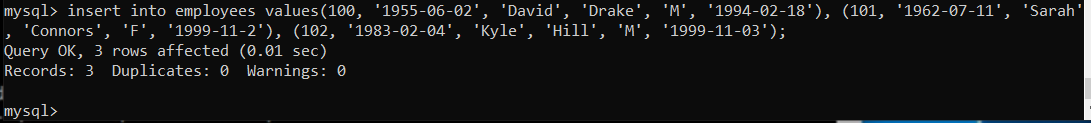 mysql> insert into employees values(100, '1955-06-02', 'David', 'Drake', 'M', '1994-02-18'), (101, '1962-07-11', 'Sarah'
, 'Connors', 'F', '1999-11-2'), (102, '1983-02-04', 'Kyle', 'Hill', 'M', '1999-11-03');
Query OK, 3 rows affected (0.01 sec)
Records: 3  Duplicates: 0  Warnings: 0
mysql>